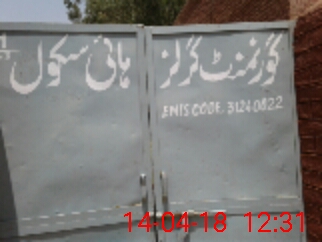 گورنمنٹ گرلز ہائی سکول
EMIS CODE. 31240822
14-04-18 12:31